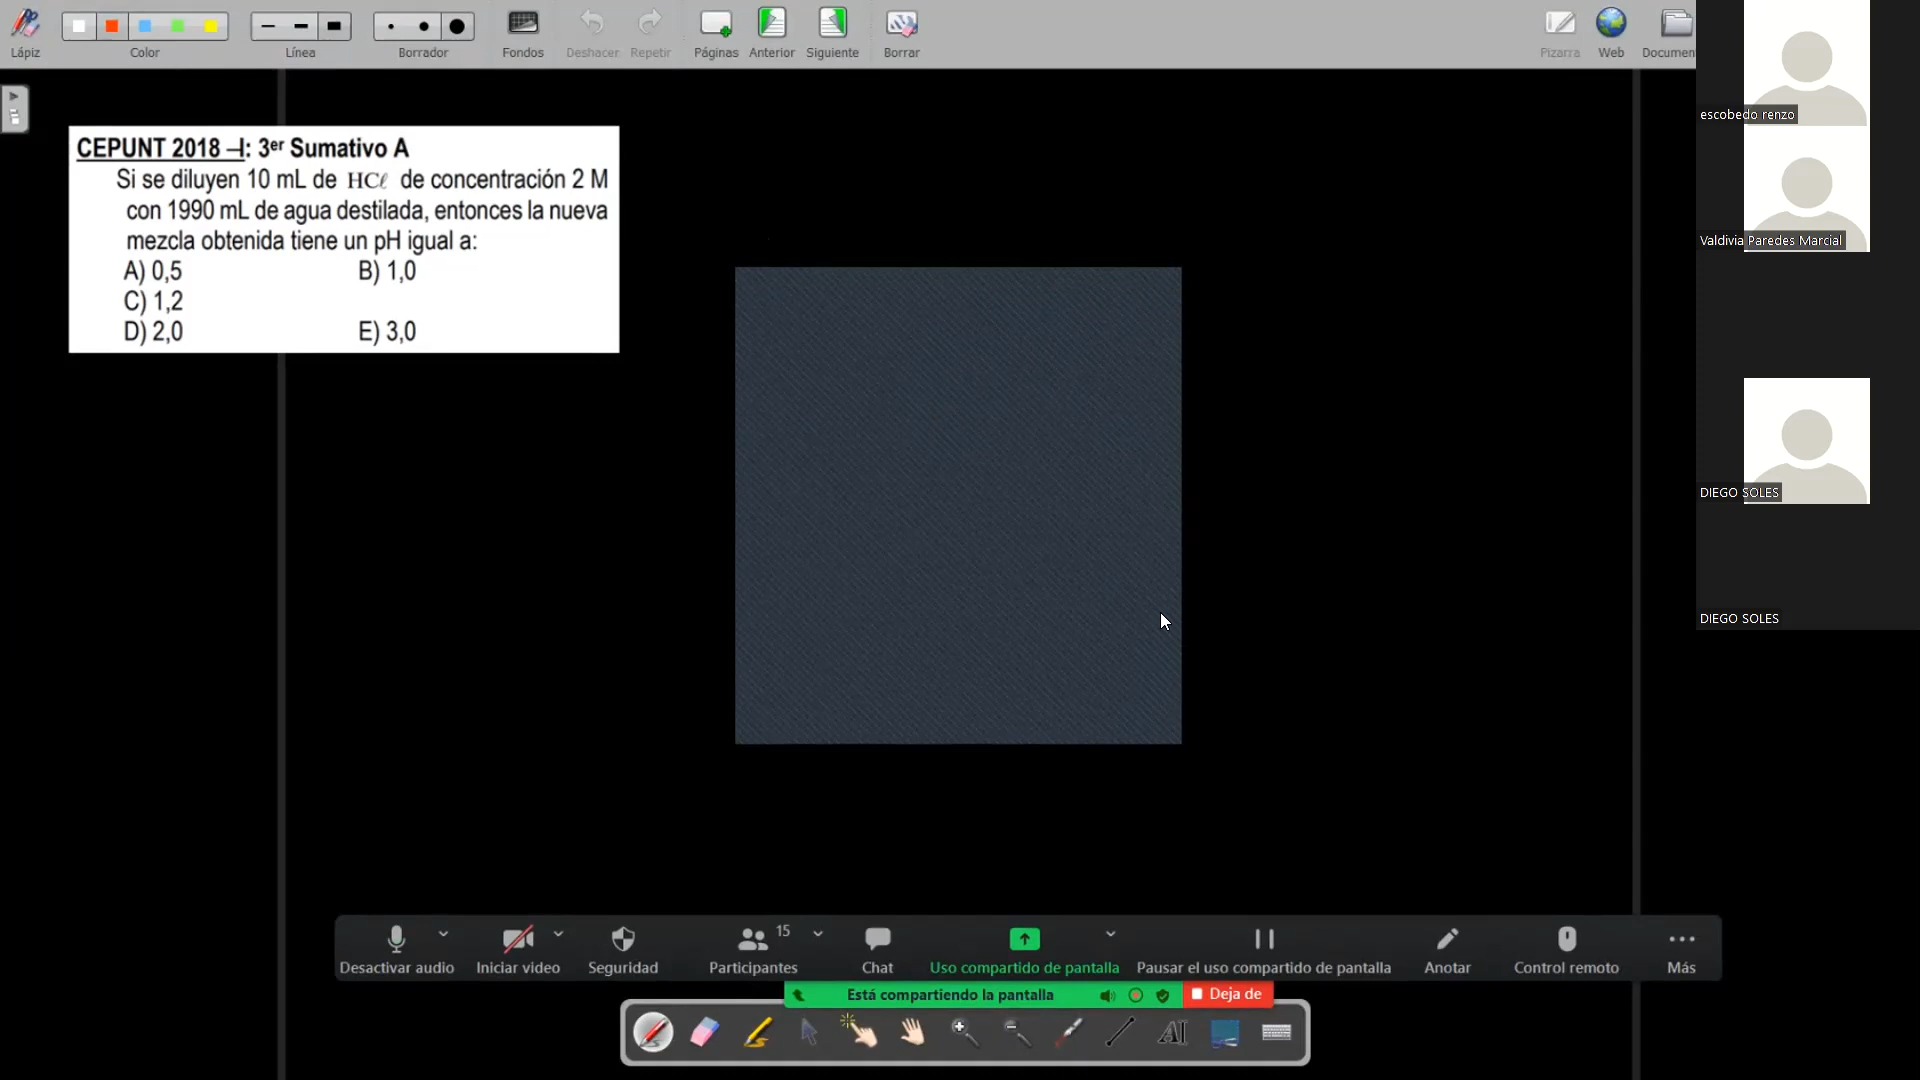 Lápiz
Color
Línea
Borrador
Fondos
Deshacer
Repetir
Páginas
Anterior
Siguiente
Borrar
Pizarra
Web
Documen
CEPUNT 2018 –I: 3er Sumativo A
Si se diluyen 10 mL de HCℓ de concentración 2 M
con 1990 mL de agua destilada, entonces la nueva
mezcla obtenida tiene un pH igual a:
A) 0,5 B) 1,0
C) 1,2
D) 2,0 E) 3,0
escobedo renzo
Valdivia Paredes Marcial
DIEGO SOLES
DIEGO SOLES
15
Desactivar audio
Iniciar video
Seguridad
Participantes
Chat
Uso compartido de pantalla
Pausar el uso compartido de pantalla
Anotar
Control remoto
Más
Está compartiendo la pantalla
Deja de
AI